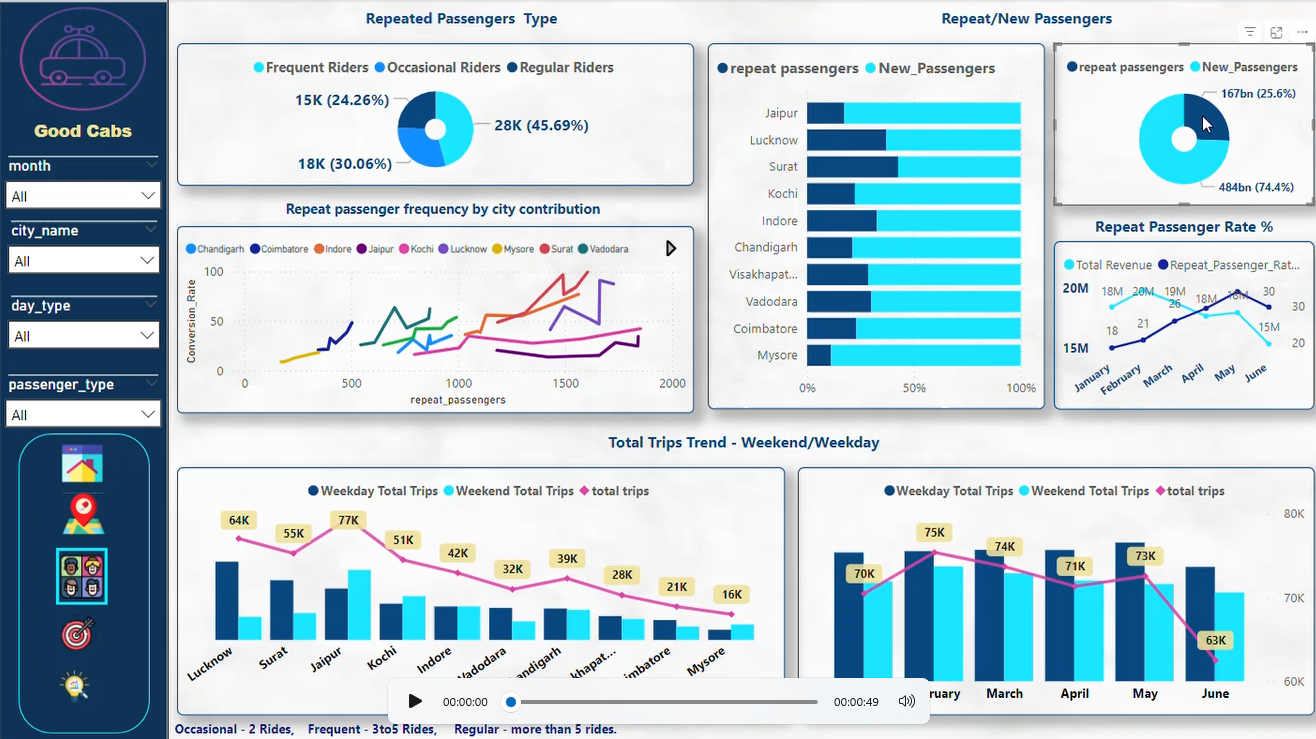 Good Cabs
month
All
city_name
All
day_type
All
passenger_type
All
Repeated Passengers Type
Frequent Riders Occasional Riders Regular Riders
15K (24.26%)
28K (45.69%)
18K (30.06%)
Repeat passenger frequency by city contribution
Chandigarh Coimbatore Indore Jaipur Kochi Lucknow Mysore Surat Vadodara
Conversion_Rate
100
50
0
0 500 1000 1500 2000
repeat_passengers
Repeat/New Passengers
repeat passengers New_Passengers
Jaipur
Lucknow
Surat
Kochi
Indore
Chandigarh
Visakhapat...
Vadodara
Coimbatore
Mysore
0% 50% 100%
repeat passengers New_Passengers
167bn (25.6%)
484bn (74.4%)
Repeat Passenger Rate %
Total Revenue Repeat_Passenger_Rat...
20M
15M
18M 20M 19M 18M 18M 15M
18 21 26 30
30
20
January February March April May June
Total Trips Trend - Weekend/Weekday
Weekday Total Trips Weekend Total Trips total trips
64K 55K 77K 51K 42K 32K 39K 28K 21K 16K
Lucknow Surat Jaipur Kochi Indore Vadodara andigarh khapat... imbatore Mysore
Weekday Total Trips Weekend Total Trips total trips
80K
70K
60K
70K 75K 74K 71K 73K 63K
ruary March April May June
00:00:00 00:00:49
Occasional - 2 Rides, Frequent - 3to5 Rides, Regular - more than 5 rides.